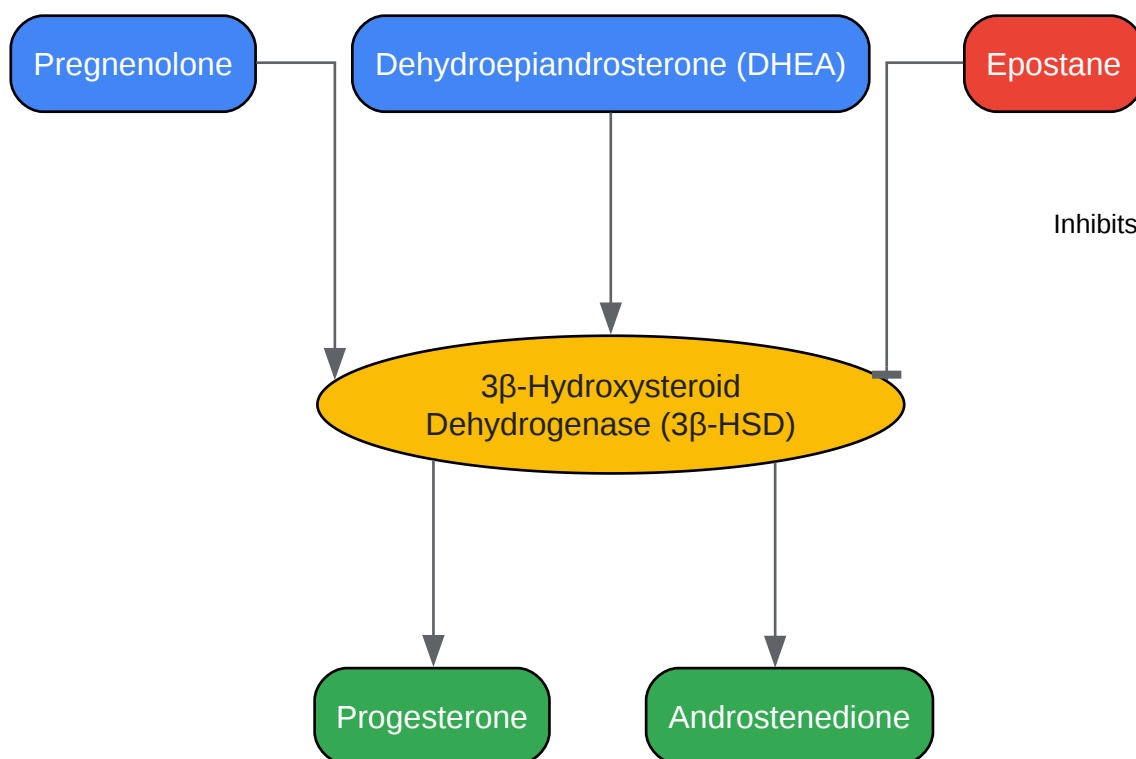 Pregnenolone
Dehydroepiandrosterone (DHEA)
Epostane
Inhibits
3β-Hydroxysteroid
Dehydrogenase (3β-HSD)
Progesterone
Androstenedione